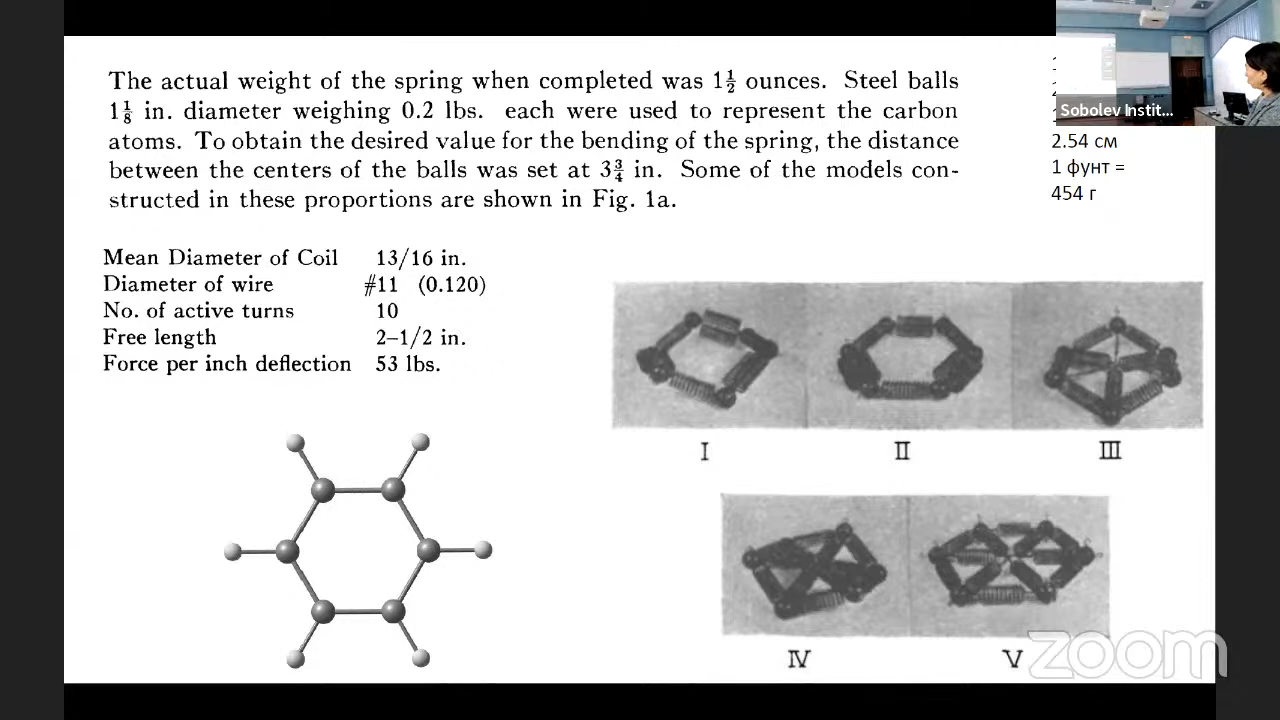 The actual weight of the spring when completed was 1½ ounces. Steel balls
1⅛ in. diameter weighing 0.2 lbs. each were used to represent the carbon
atoms. To obtain the desired value for the bending of the spring, the distance
between the centers of the balls was set at 3¾ in. Some of the models con-
structed in these proportions are shown in Fig. 1a.
Sobolev Instit...
2.54 см
1 фунт =
454 г
Mean Diameter of Coil 13/16 in.
Diameter of wire #11 (0.120)
No. of active turns 10
Free length 2–1/2 in.
Force per inch deflection 53 lbs.
I II III
IV V
zoom